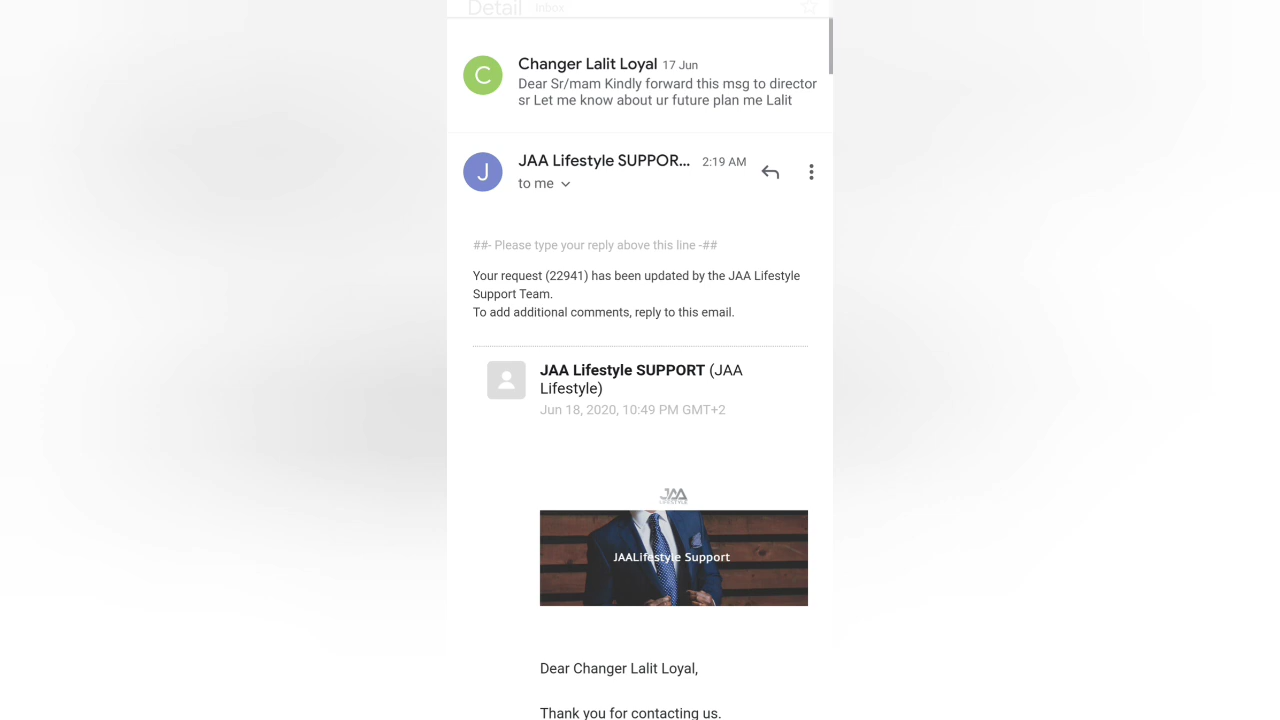 Detail Inbox
C
Changer Lalit Loyal 17 Jun
Dear Sr/mam Kindly forward this msg to director
sr Let me know about ur future plan me Lalit
J
JAA Lifestyle SUPPOR... 2:19 AM
to me
##- Please type your reply above this line -##
Your request (22941) has been updated by the JAA Lifestyle
Support Team.
To add additional comments, reply to this email.
JAA Lifestyle SUPPORT (JAA
Lifestyle)
Jun 18, 2020, 10:49 PM GMT+2
JAA
LIFESTYLE
JAALifestyle Support
Dear Changer Lalit Loyal,
Thank you for contacting us.